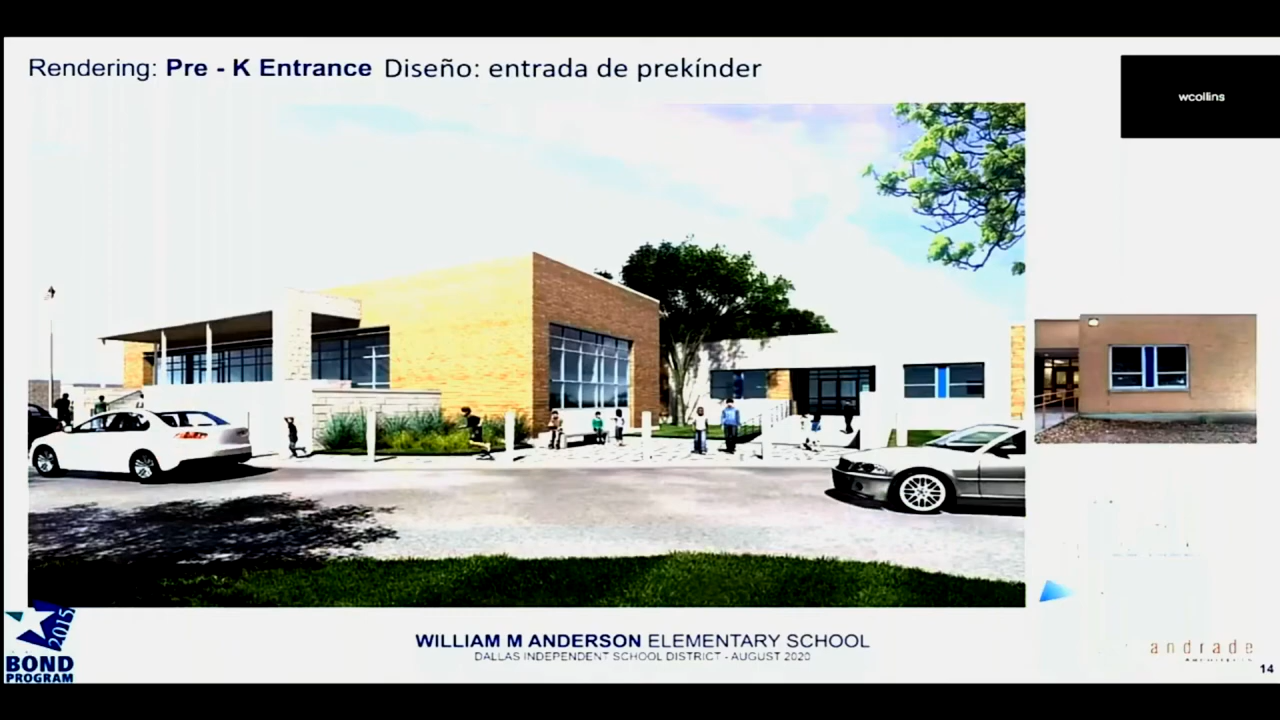 Rendering: Pre - K Entrance Diseño: entrada de prekínder
wcollins
2015
BOND
PROGRAM
WILLIAM M ANDERSON ELEMENTARY SCHOOL
DALLAS INDEPENDENT SCHOOL DISTRICT - AUGUST 2020
andrade
ARCHITECTS
14